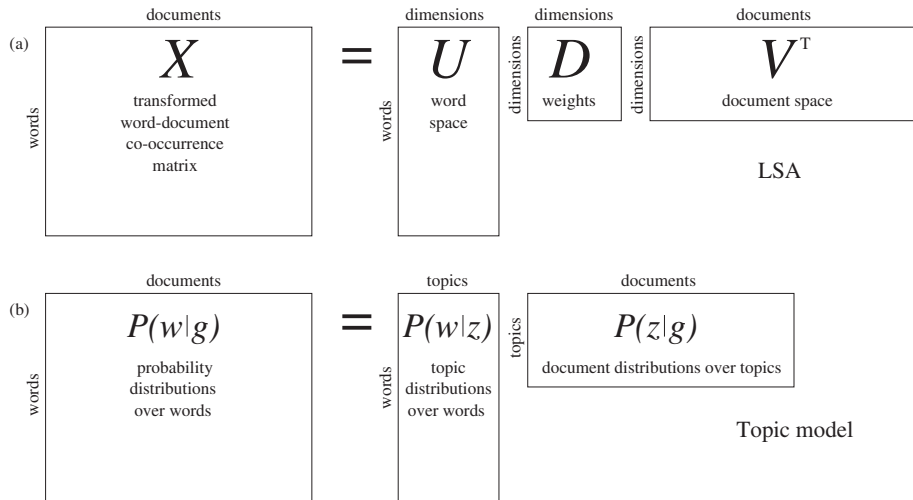 documents dimensions dimensions documents
(a) X = U D V^T
words
transformed
word-document
co-occurrence
matrix
words
word
space
dimensions
weights
dimensions
document space
LSA
documents topics documents
(b) P(w|g) = P(w|z) P(z|g)
words
probability
distributions
over words
words
topic
distributions
over words
topics
document distributions over topics
Topic model